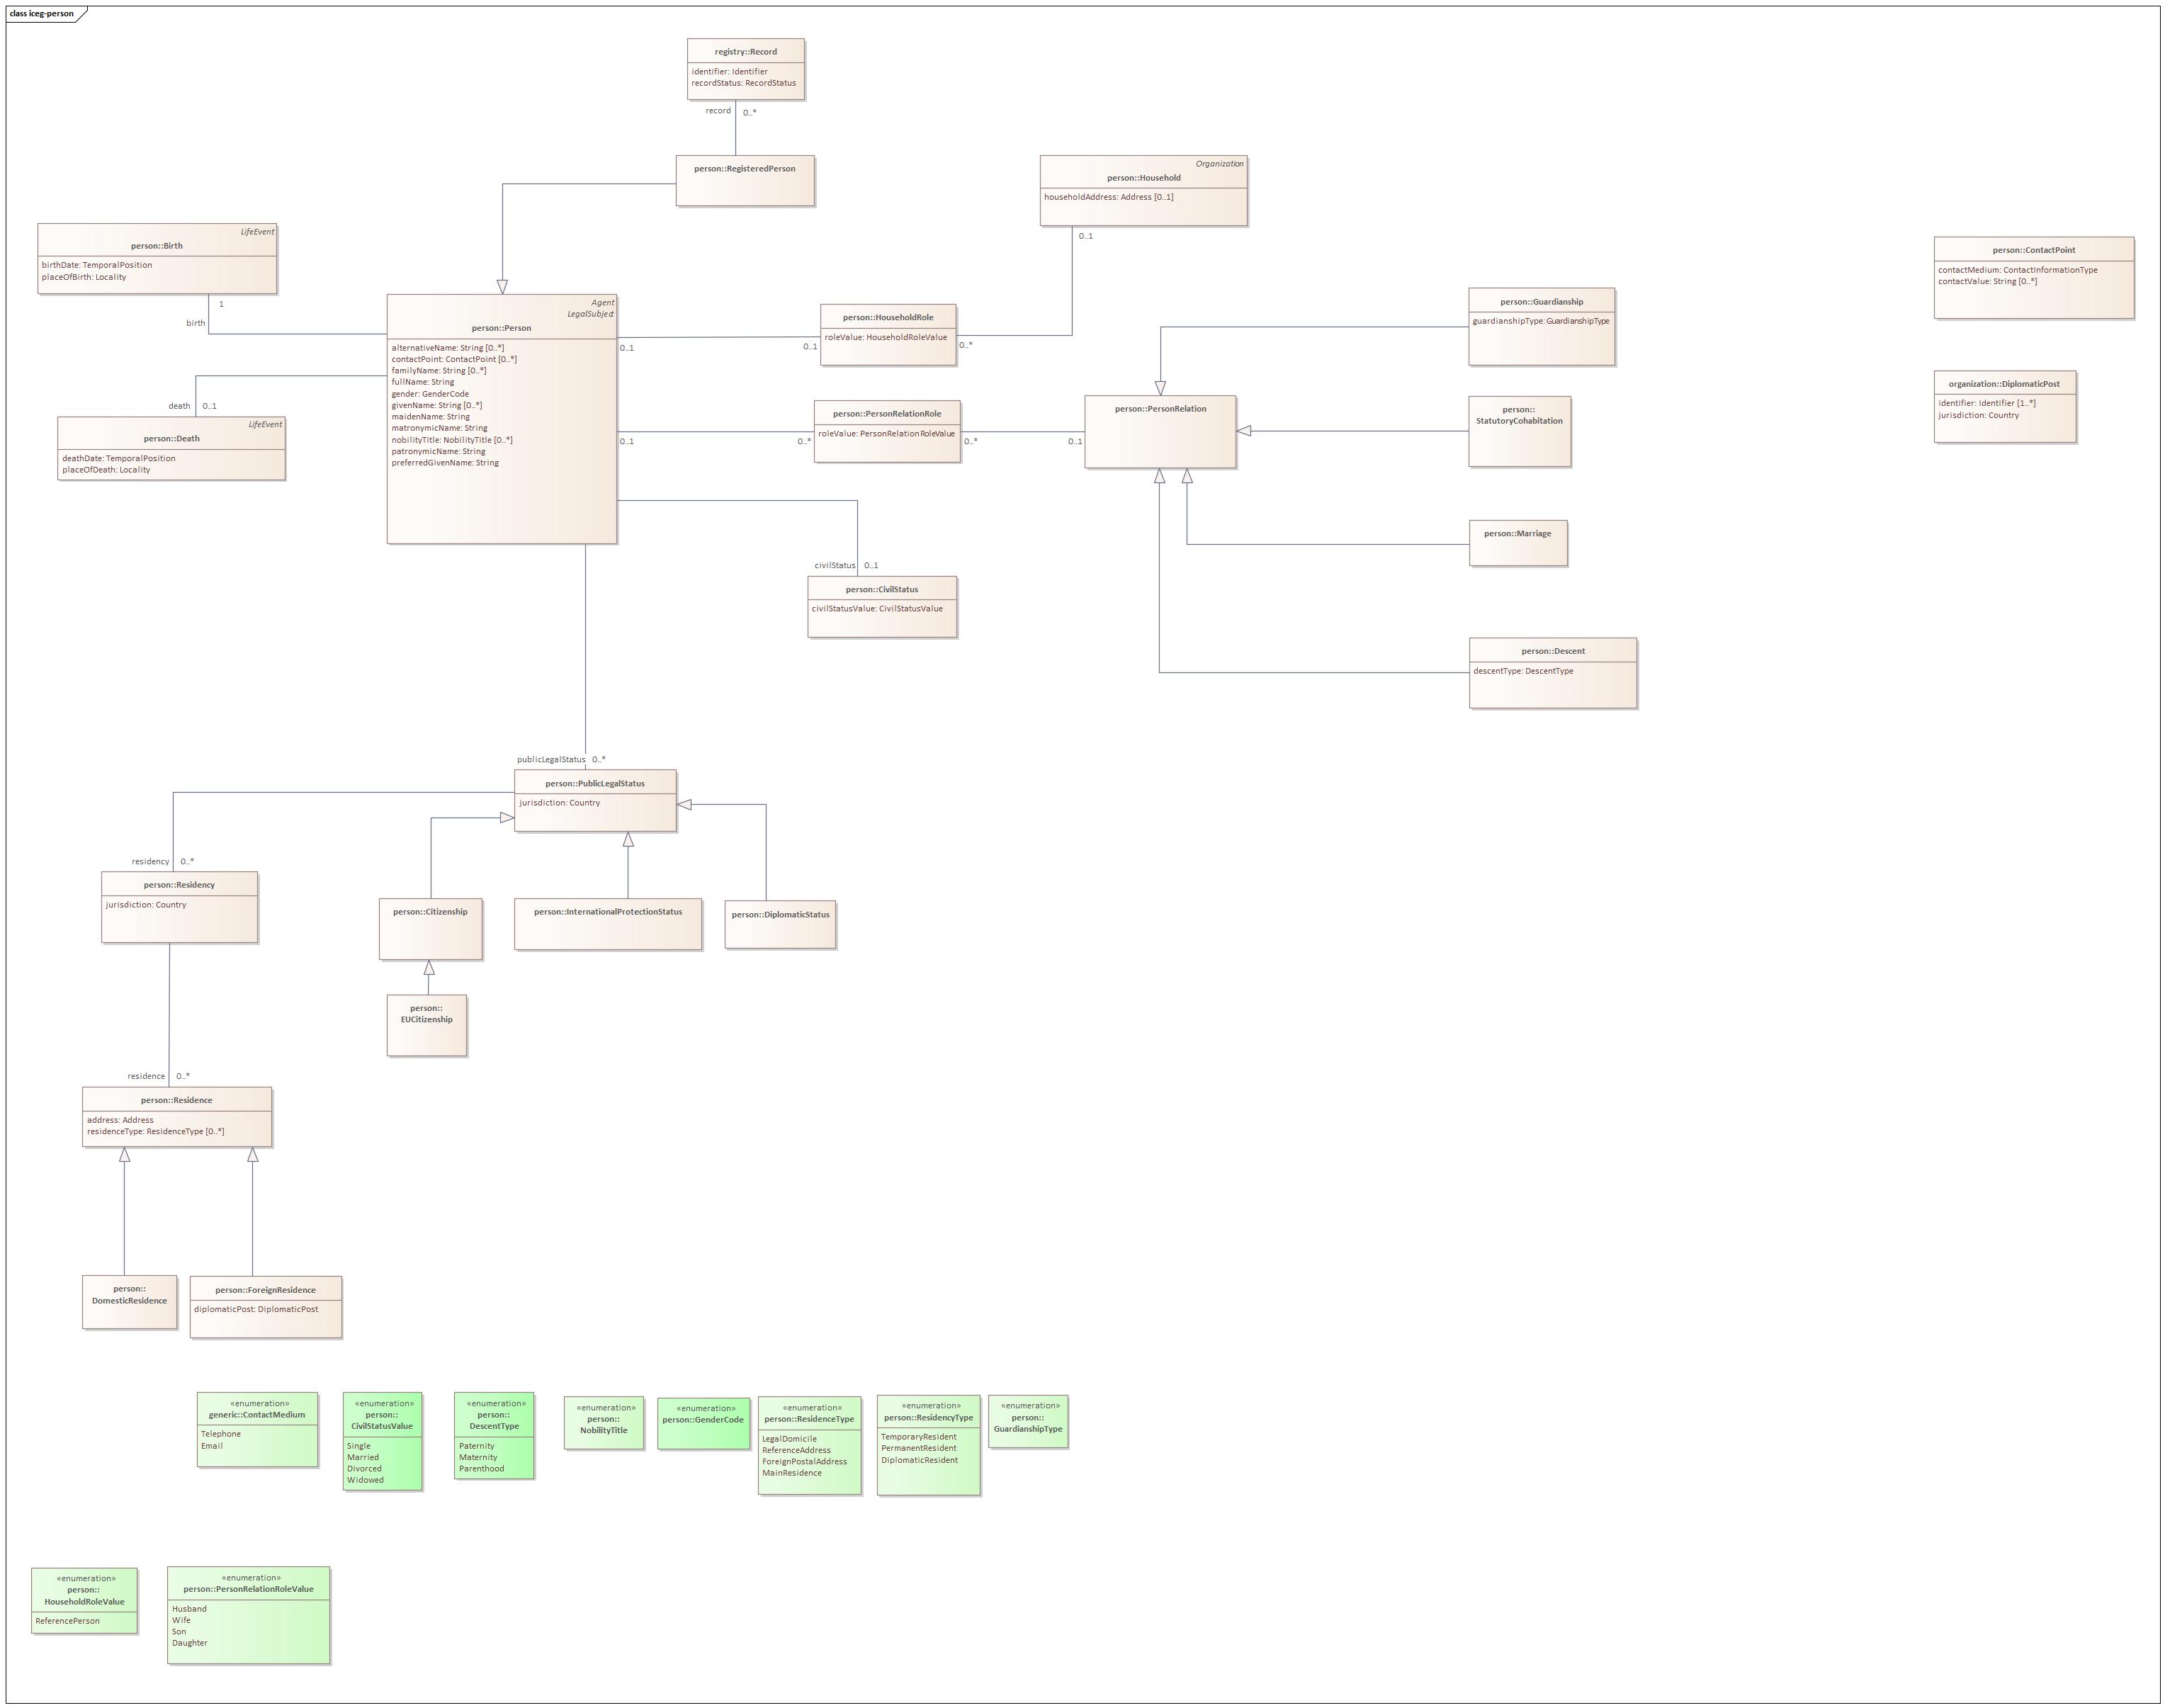 class iceg-person
registry::Record
identifier: Identifier
recordStatus: RecordStatus
record
0..*
person::RegisteredPerson
Organization
person::Household
householdAddress: Address [0..1]
0..1
LifeEvent
person::Birth
birthDate: TemporalPosition
placeOfBirth: Locality
1
birth
person::ContactPoint
contactMedium: ContactInformationType
contactValue: String [0..*]
Agent
LegalSubject
person::Person
alternativeName: String [0..*]
contactPoint: ContactPoint [0..*]
familyName: String [0..*]
fullName: String
gender: GenderCode
givenName: String [0..*]
maidenName: String
matronymicName: String
nobilityTitle: NobilityTitle [0..*]
patronymicName: String
preferredGivenName: String
0..1
0..1
person::HouseholdRole
roleValue: HouseholdRoleValue
0..*
person::Guardianship
guardianshipType: GuardianshipType
organization::DiplomaticPost
identifier: Identifier [1..*]
jurisdiction: Country
death
0..1
LifeEvent
person::Death
deathDate: TemporalPosition
placeOfDeath: Locality
0..1
0..*
person::PersonRelationRole
roleValue: PersonRelationRoleValue
0..*
0..1
person::PersonRelation
person::
StatutoryCohabitation
person::Marriage
civilStatus
0..1
person::CivilStatus
civilStatusValue: CivilStatusValue
person::Descent
descentType: DescentType
publicLegalStatus
0..*
person::PublicLegalStatus
jurisdiction: Country
residency
0..*
person::Residency
jurisdiction: Country
person::Citizenship
person::InternationalProtectionStatus
person::DiplomaticStatus
person::
EUCitizenship
residence
0..*
person::Residence
address: Address
residenceType: ResidenceType [0..*]
person::
DomesticResidence
person::ForeignResidence
diplomaticPost: DiplomaticPost
«enumeration»
generic::ContactMedium
Telephone
Email
«enumeration»
person::
CivilStatusValue
Single
Married
Divorced
Widowed
«enumeration»
person::
DescentType
Paternity
Maternity
Parenthood
«enumeration»
person::
NobilityTitle
«enumeration»
person::GenderCode
«enumeration»
person::ResidenceType
LegalDomicile
ReferenceAddress
ForeignPostalAddress
MainResidence
«enumeration»
person::ResidencyType
TemporaryResident
PermanentResident
DiplomaticResident
«enumeration»
person::
GuardianshipType
«enumeration»
person::
HouseholdRoleValue
ReferencePerson
«enumeration»
person::PersonRelationRoleValue
Husband
Wife
Son
Daughter